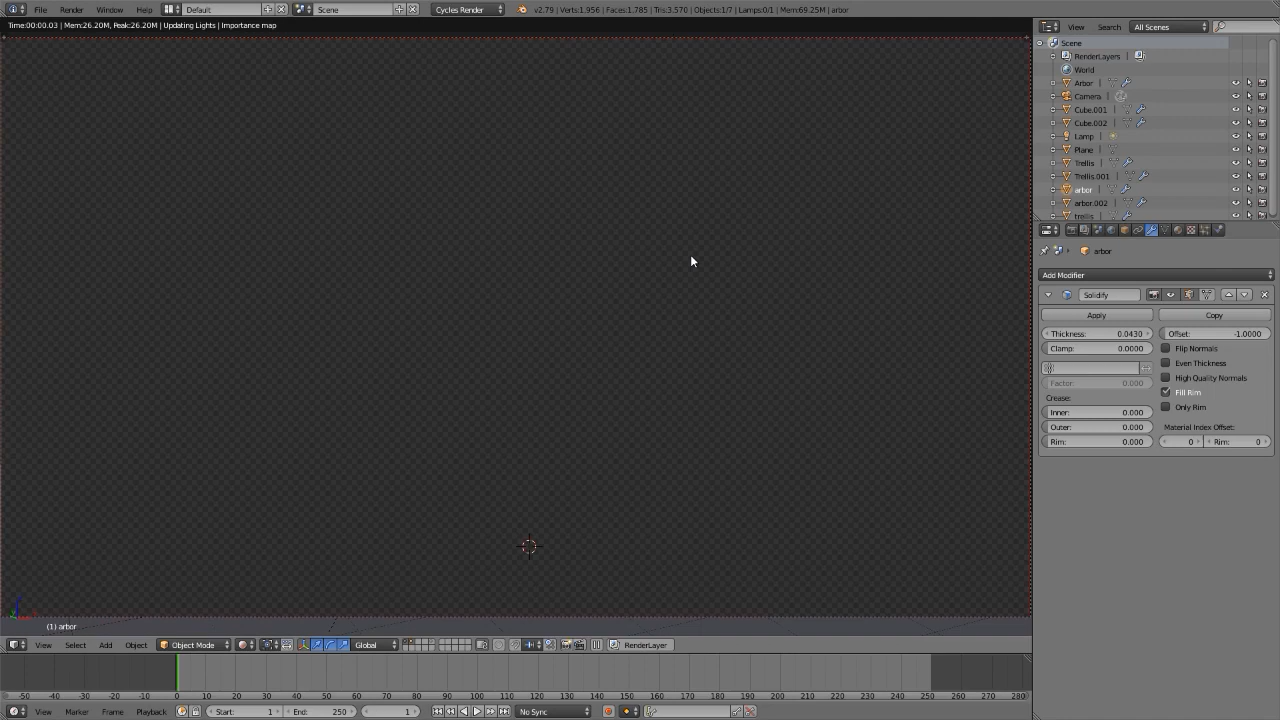 File Render Window Help Default Scene Cycles Render v2.79 | Verts:1,956 | Faces:1,785 | Tris:3,570 | Objects:1/7 | Lamps:0/1 | Mem:69.25M | arbor
Time:00:00.03 | Mem:26.20M, Peak:26.20M | Updating Lights | Importance map
View Search All Scenes
Scene
RenderLayers |
World
Arbor |
Camera |
Cube.001 |
Cube.002 |
Lamp |
Plane |
Trellis |
Trellis.001 |
arbor |
arbor.002 |
trellis |
arbor
Add Modifier
Solidify
Apply Copy
Thickness: 0.0430 Offset: -1.0000
Clamp: 0.0000 Flip Normals
Even Thickness
High Quality Normals
Factor: 0.000
Fill Rim
Crease:
Only Rim
Inner: 0.000
Outer: 0.000 Material Index Offset:
Rim: 0.000 0 Rim: 0
(1) arbor
View Select Add Object Object Mode Global RenderLayer
-50 -40 -30 -20 -10 0 10 20 30 40 50 60 70 80 90 100 110 120 130 140 150 160 170 180 190 200 210 220 230 240 250 260 270 280
View Marker Frame Playback Start: 1 End: 250 1 No Sync